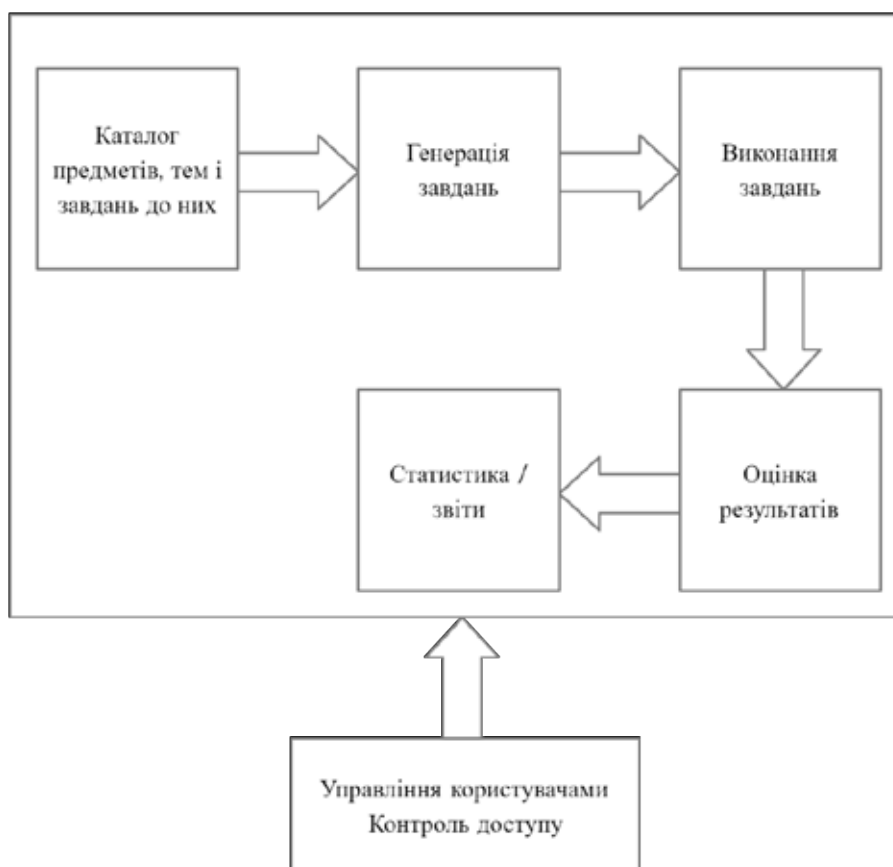 Каталог
предметів, тем і
завдань до них
Генерація
завдань
Виконання
завдань
Статистика /
звіти
Оцінка
результатів
Управління користувачами
Контроль доступу